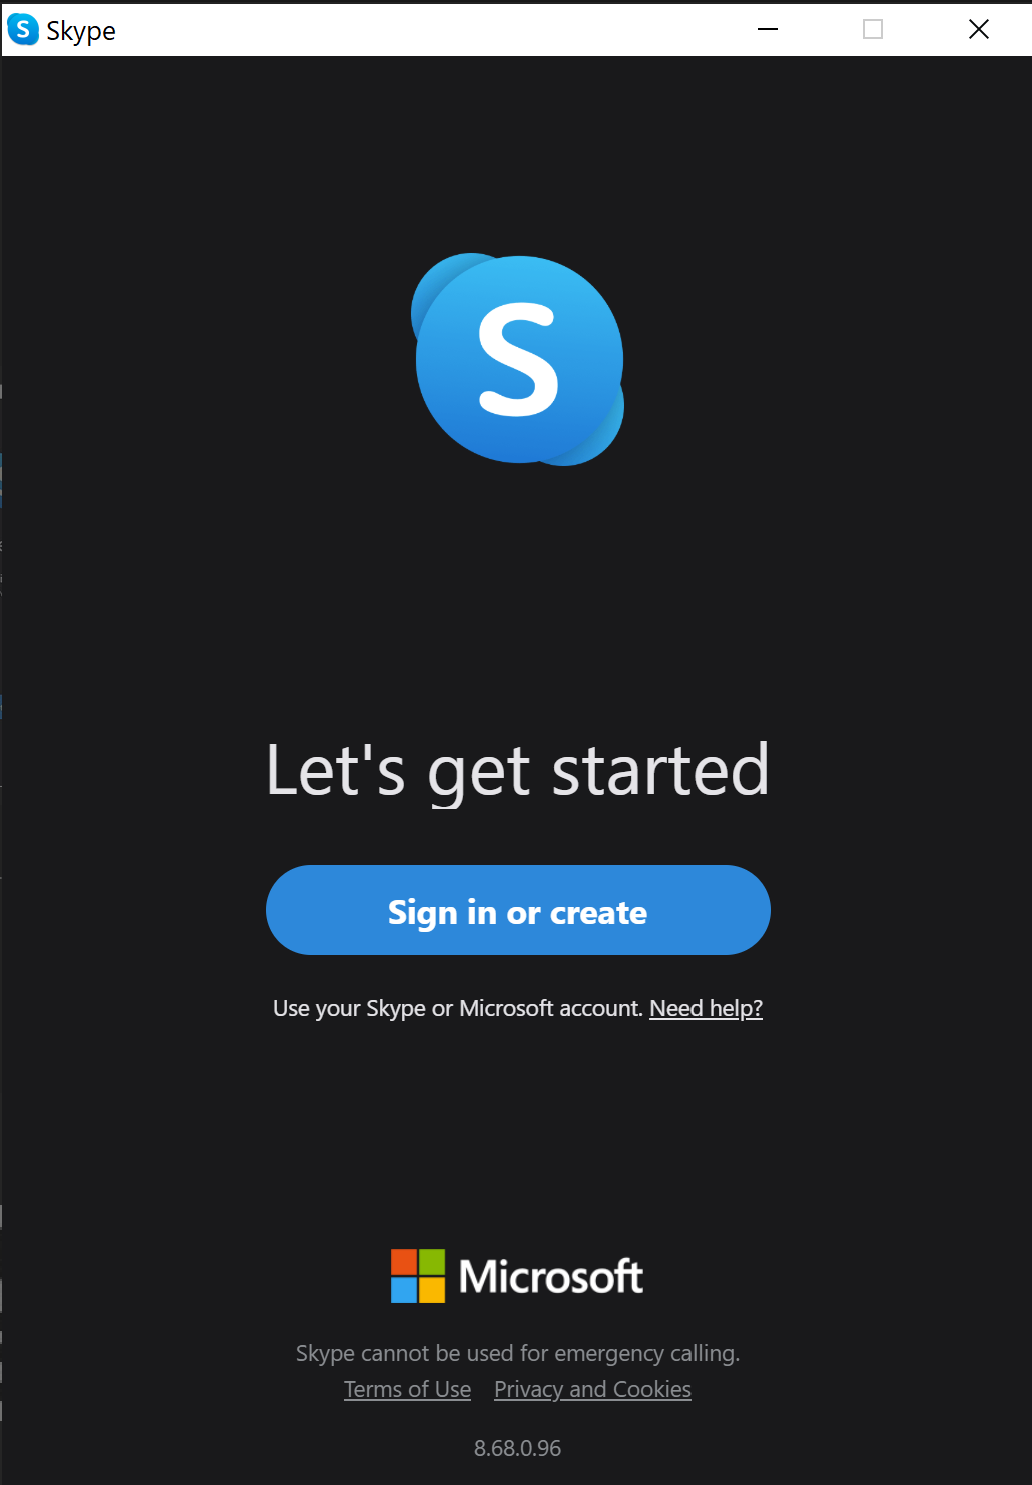 Skype
Let's get started
Sign in or create
Use your Skype or Microsoft account. Need help?
Microsoft
Skype cannot be used for emergency calling.
Terms of Use Privacy and Cookies
8.68.0.96